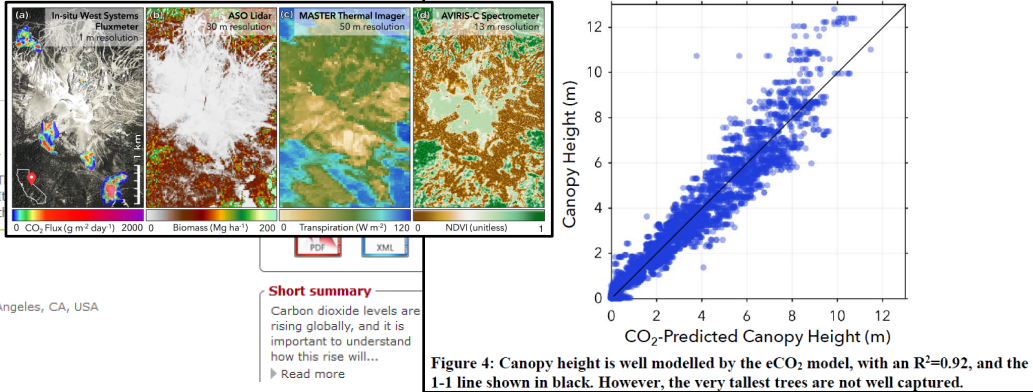 (a) In-situ West Systems
Fluxmeter
1 m resolution
1 km
0 CO2 Flux (g m-2 day-1) 2000
(b) ASO Lidar
30 m resolution
0 Biomass (Mg ha-1) 200
(c) MASTER Thermal Imager
50 m resolution
0 Transpiration (W m-2) 120
(d) AVIRIS-C Spectrometer
13 m resolution
0 NDVI (unitless) 1
PDF
XML
Angeles, CA, USA
Short summary
Carbon dioxide levels are
rising globally, and it is
important to understand
how this rise will...
Read more
Canopy Height (m)
12
10
8
6
4
2
0
0 2 4 6 8 10 12
CO2-Predicted Canopy Height (m)
Figure 4: Canopy height is well modelled by the eCO2 model, with an R2=0.92, and the
1-1 line shown in black. However, the very tallest trees are not well captured.